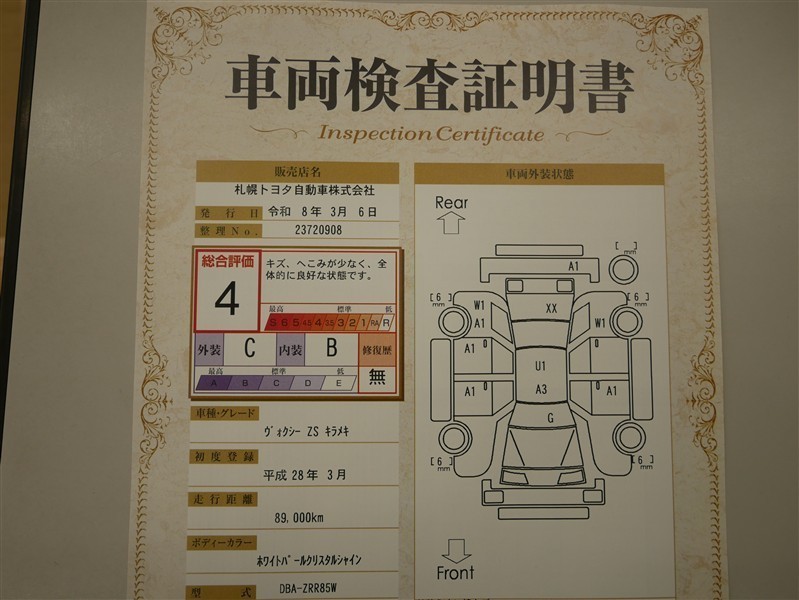 車両検査証明書
Inspection Certificate
販売店名
札幌トヨタ自動車株式会社
発行日 令和 8年 3月 6日
整理No. 23720908
総合評価
4
キズ、へこみが少なく、全
体的に良好な状態です。
最高 標準 低
S 6 5 4.5 4 3.5 3 2 1 RA R
外装 C 内装 B 修復歴
無
最高 標準 低
A B C D E
車種・グレード
ヴォクシー ZS キラメキ
初度登録
平成 28年 3月
走行距離
89,000km
ボディーカラー
ホワイトパールクリスタルシャイン
型式 DBA-ZRR85W
車両外装状態
Rear
[ ]
mm
A1
[ 6 ]
mm
W1
A1
XX
W1
[ 6 ]
mm
A1
U1
A1
A3
A1
G
[ 6 ]
mm
[ 6 ]
mm
Front